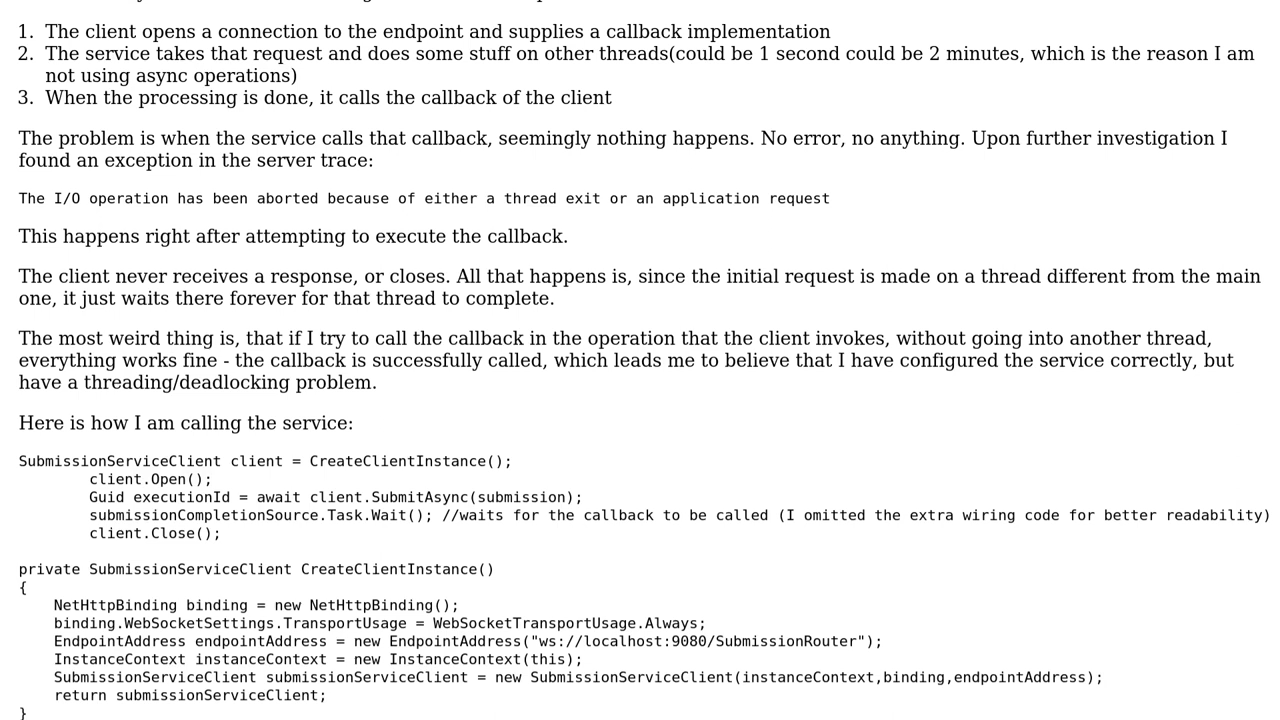 1. The client opens a connection to the endpoint and supplies a callback implementation
2. The service takes that request and does some stuff on other threads(could be 1 second could be 2 minutes, which is the reason I am
not using async operations)
3. When the processing is done, it calls the callback of the client
The problem is when the service calls that callback, seemingly nothing happens. No error, no anything. Upon further investigation I
found an exception in the server trace:
The I/O operation has been aborted because of either a thread exit or an application request
This happens right after attempting to execute the callback.
The client never receives a response, or closes. All that happens is, since the initial request is made on a thread different from the main
one, it just waits there forever for that thread to complete.
The most weird thing is, that if I try to call the callback in the operation that the client invokes, without going into another thread,
everything works fine - the callback is successfully called, which leads me to believe that I have configured the service correctly, but
have a threading/deadlocking problem.
Here is how I am calling the service:
SubmissionServiceClient client = CreateClientInstance();
        client.Open();
        Guid executionId = await client.SubmitAsync(submission);
        submissionCompletionSource.Task.Wait(); //waits for the callback to be called (I omitted the extra wiring code for better readability)
        client.Close();
private SubmissionServiceClient CreateClientInstance()
{
    NetHttpBinding binding = new NetHttpBinding();
    binding.WebSocketSettings.TransportUsage = WebSocketTransportUsage.Always;
    EndpointAddress endpointAddress = new EndpointAddress("ws://localhost:9080/SubmissionRouter");
    InstanceContext instanceContext = new InstanceContext(this);
    SubmissionServiceClient submissionServiceClient = new SubmissionServiceClient(instanceContext,binding,endpointAddress);
    return submissionServiceClient;
}